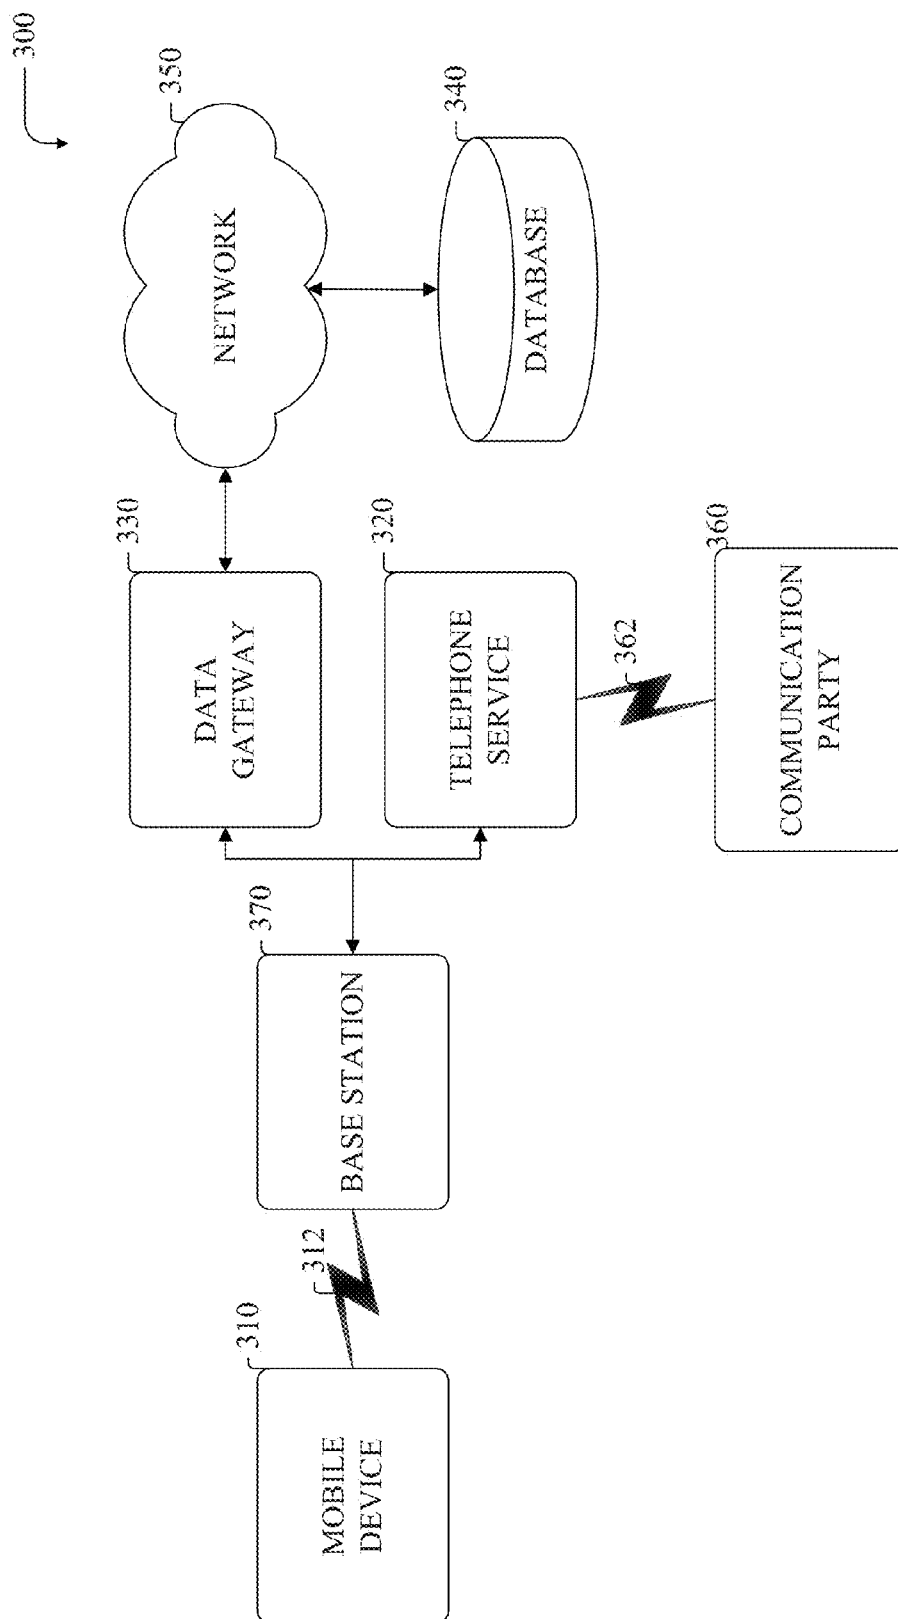 300
350
NETWORK
340
DATABASE
330
DATA
GATEWAY
320
TELEPHONE
SERVICE
362
360
COMMUNICATION
PARTY
370
BASE STATION
312
310
MOBILE
DEVICE